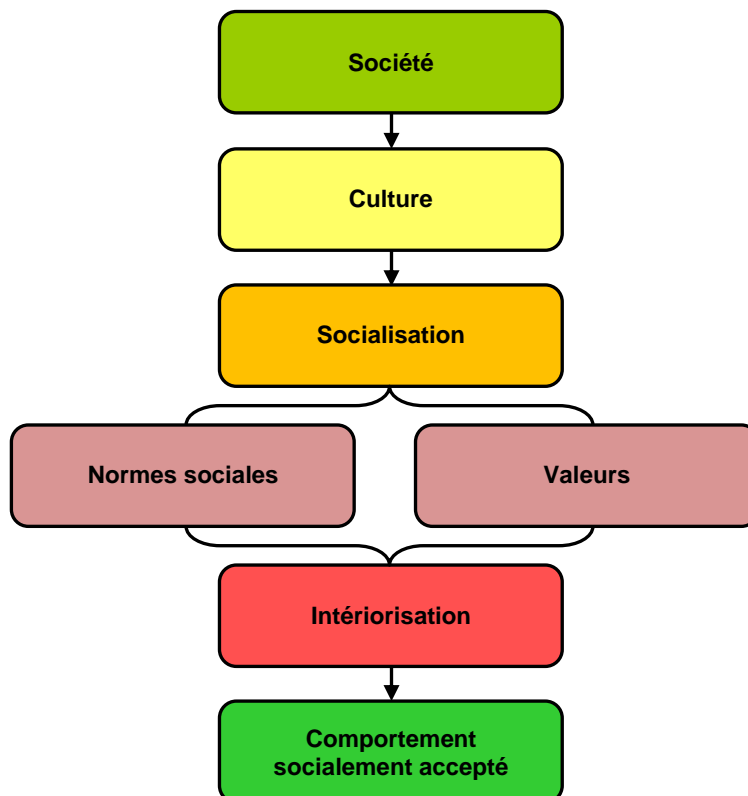 Société
Culture
Socialisation
Normes sociales
Valeurs
Intériorisation
Comportement
socialement accepté